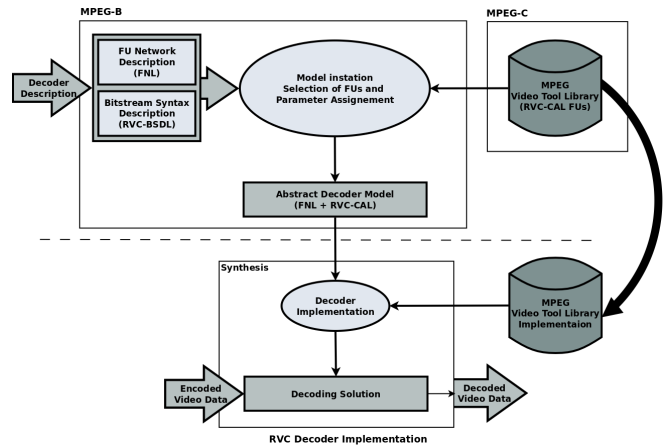 MPEG-B
MPEG-C
FU Network
Description
(FNL)
Decoder
Description
Bitstream Syntax
Description
(RVC-BSDL)
Model instation
Selection of FUs and
Parameter Assignement
MPEG
Video Tool Library
(RVC-CAL FUs)
Abstract Decoder Model
(FNL + RVC-CAL)
Synthesis
Decoder
Implementation
MPEG
Video Tool Library
Implementaion
Encoded
Video Data
Decoding Solution
Decoded
Video Data
RVC Decoder Implementation